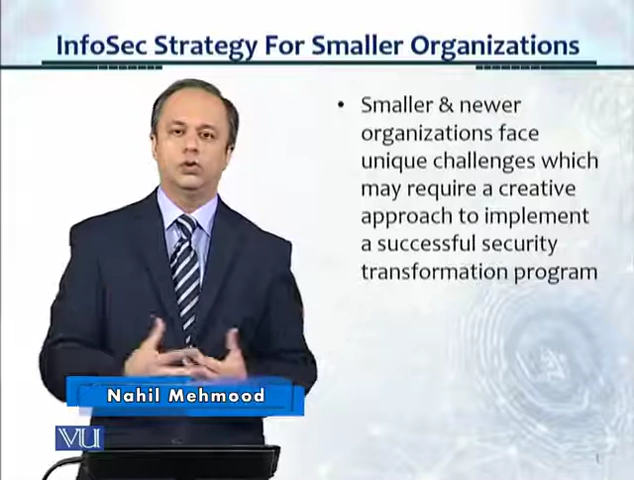 InfoSec Strategy For Smaller Organizations
• Smaller & newer
organizations face
unique challenges which
may require a creative
approach to implement
a successful security
transformation program
Nahil Mehmood
VU
1